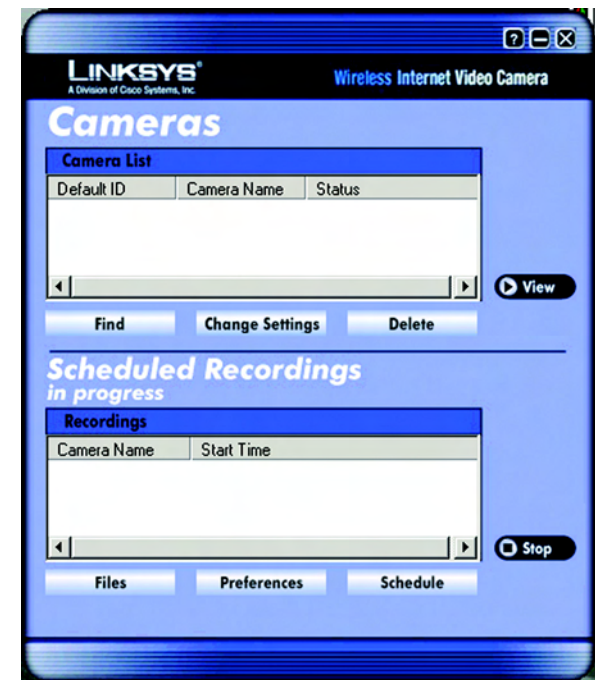 ?
LINKSYS®
A Division of Cisco Systems, Inc.
Wireless Internet Video Camera
Cameras
Camera List
Default ID Camera Name Status
View
Find Change Settings Delete
Scheduled Recordings
in progress
Recordings
Camera Name Start Time
Stop
Files Preferences Schedule